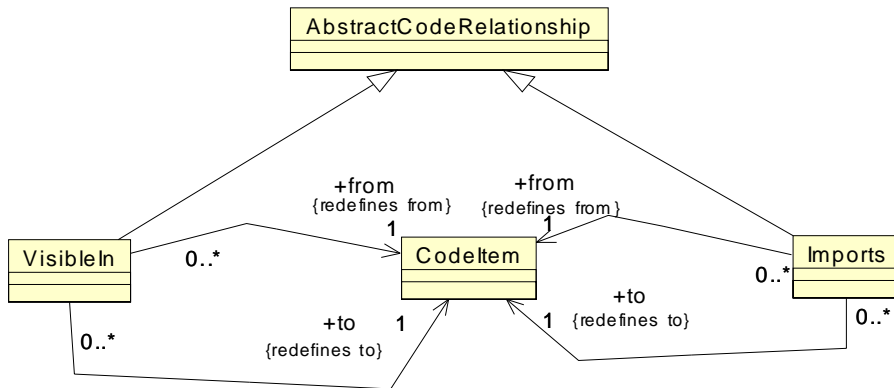 AbstractCodeRelationship
+from
{redefines from}
1
+from
{redefines from}
1
VisibleIn
0..*
CodeItem
Imports
0..*
0..*
+to
{redefines to}
1
1
+to
{redefines to}
0..*